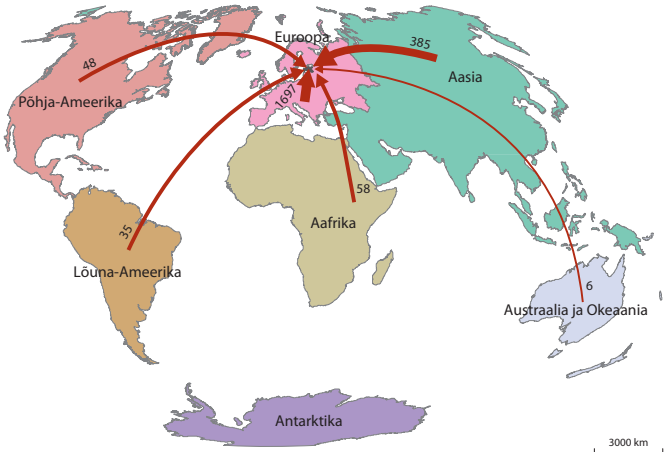 Euroopa
385
48
Aasia
Põhja-Ameerika
1697
58
Aafrika
35
Lõuna-Ameerika
6
Austraalia ja Okeaania
Antarktika
3000 km